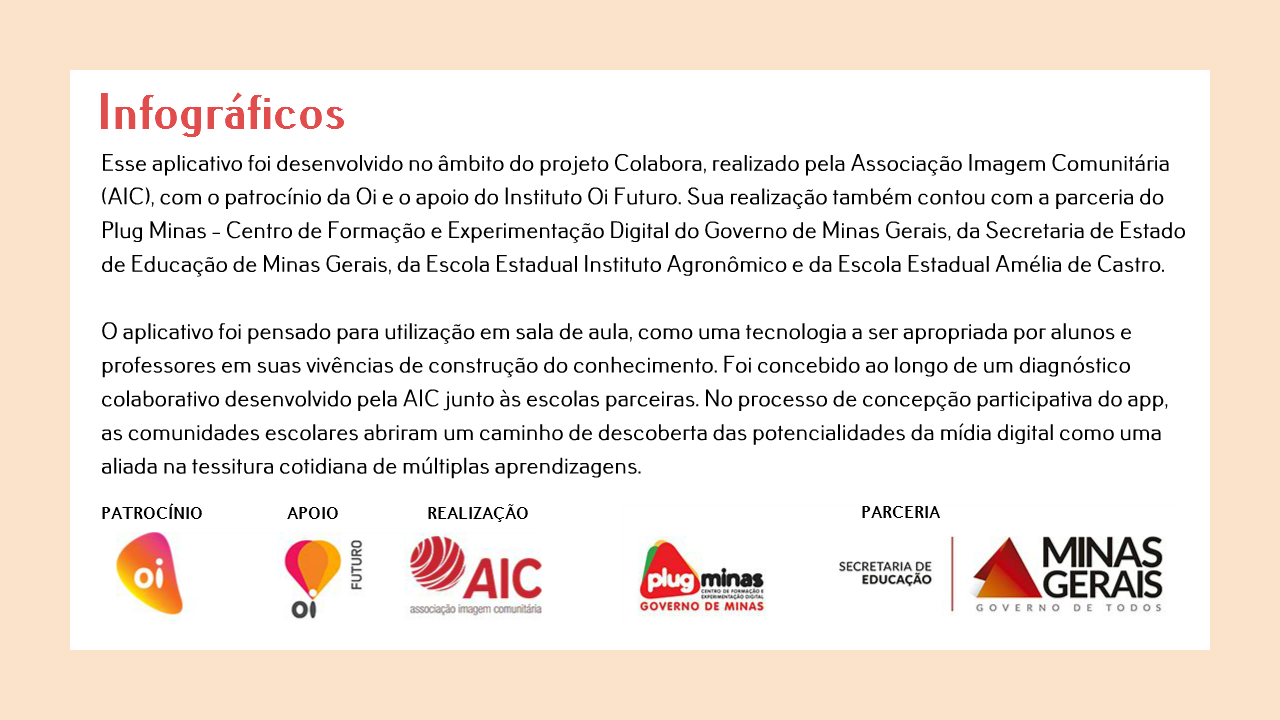 Infográficos
Esse aplicativo foi desenvolvido no âmbito do projeto Colabora, realizado pela Associação Imagem Comunitária
(AIC), com o patrocínio da Oi e o apoio do Instituto Oi Futuro. Sua realização também contou com a parceria do
Plug Minas - Centro de Formação e Experimentação Digital do Governo de Minas Gerais, da Secretaria de Estado
de Educação de Minas Gerais, da Escola Estadual Instituto Agronômico e da Escola Estadual Amélia de Castro.
O aplicativo foi pensado para utilização em sala de aula, como uma tecnologia a ser apropriada por alunos e
professores em suas vivências de construção do conhecimento. Foi concebido ao longo de um diagnóstico
colaborativo desenvolvido pela AIC junto às escolas parceiras. No processo de concepção participativa do app,
as comunidades escolares abriram um caminho de descoberta das potencialidades da mídia digital como uma
aliada na tessitura cotidiana de múltiplas aprendizagens.
PATROCÍNIO
APOIO
REALIZAÇÃO
PARCERIA
oi
oi
FUTURO
AIC
associação imagem comunitária
plug minas
CENTRO DE FORMAÇÃO E
EXPERIMENTAÇÃO DIGITAL
GOVERNO DE MINAS
SECRETARIA DE
EDUCAÇÃO
MINAS
GERAIS
GOVERNO DE TODOS